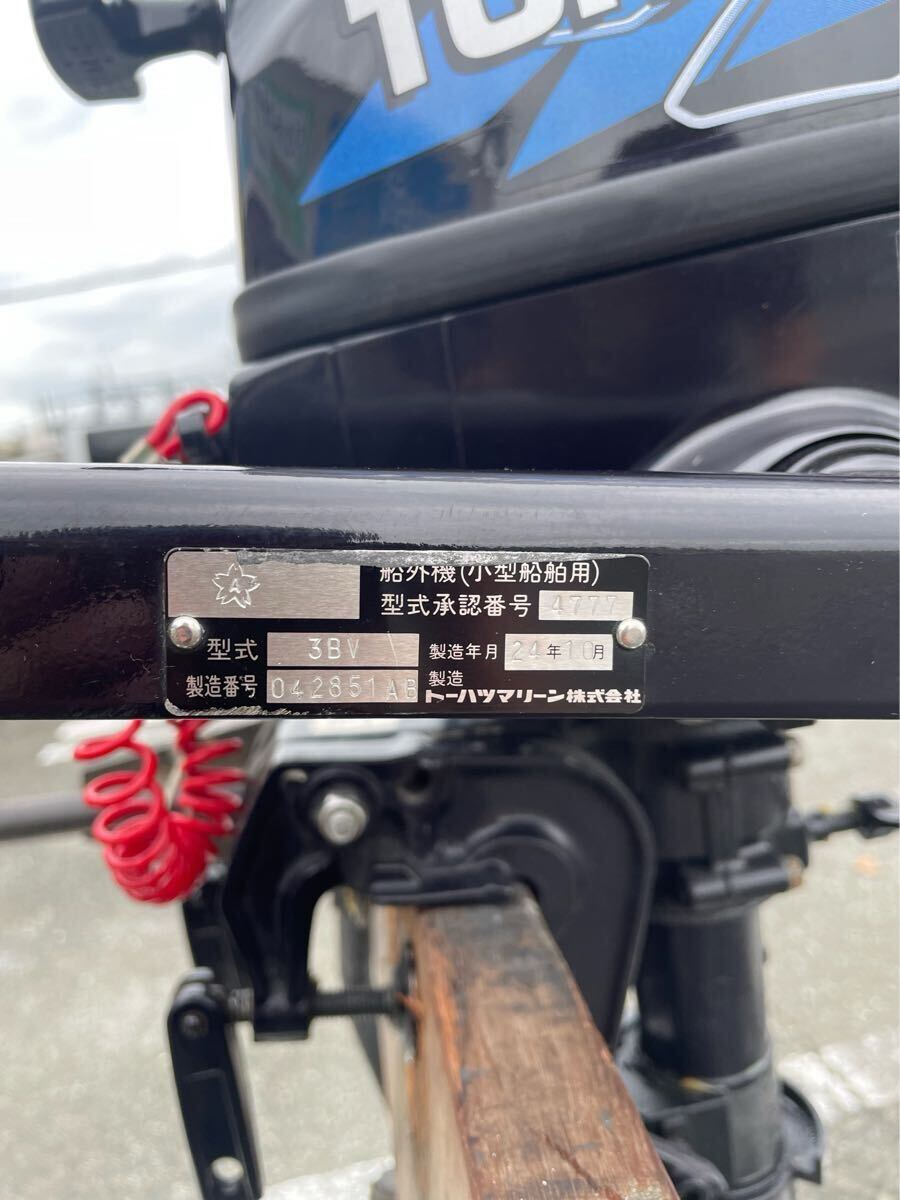 TOH
4
船外機(小型船舶用)
型式承認番号 4777
型式 3BV
製造年月 24年10月
製造番号 042851AB
製造
トーハツマリーン株式会社